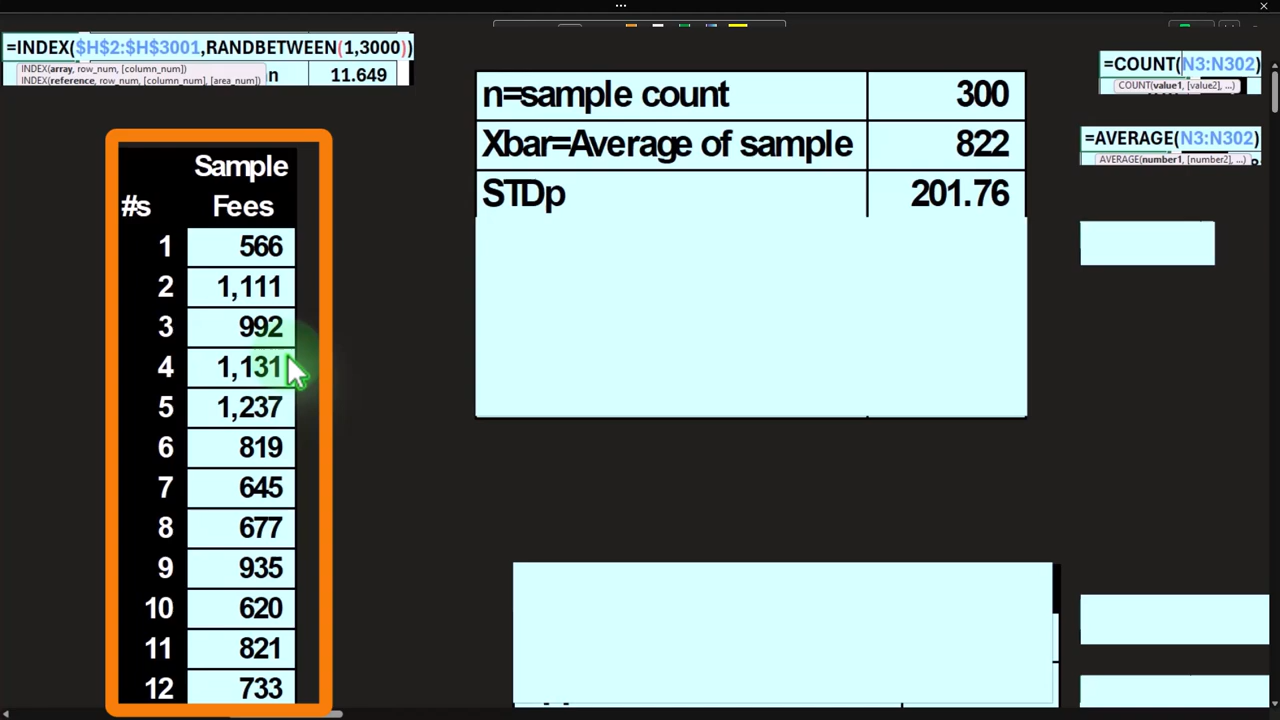 =INDEX($H$2:$H$3001,RANDBETWEEN(1,3000))
INDEX(array, row_num, [column_num])
INDEX(reference, row_num, [column_num], [area_num])
11.649
=COUNT(N3:N302)
COUNT(value1, [value2], ...)
=AVERAGE(N3:N302)
AVERAGE(number1, [number2], ...)
n=sample count 300
Xbar=Average of sample 822
STDp 201.76
Sample
#s Fees
1 566
2 1,111
3 992
4 1,131
5 1,237
6 819
7 645
8 677
9 935
10 620
11 821
12 733